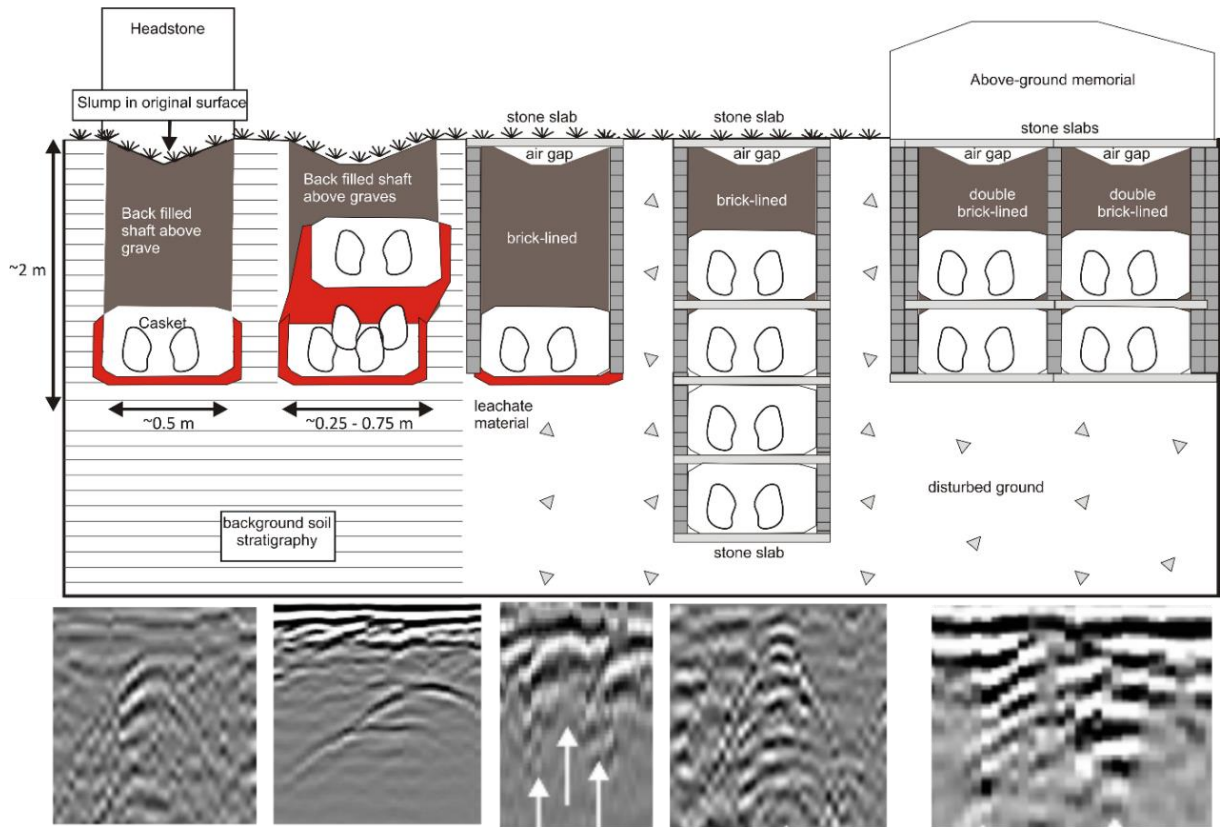 Headstone
Slump in original surface
stone slab
stone slab
Above-ground memorial
stone slabs
air gap
air gap
air gap
air gap
Back filled shaft
above graves
Back filled
shaft above
grave
brick-lined
brick-lined
double
brick-lined
double
brick-lined
~2 m
Casket
~0.5 m
~0.25 - 0.75 m
leachate
material
disturbed ground
background soil
stratigraphy
stone slab